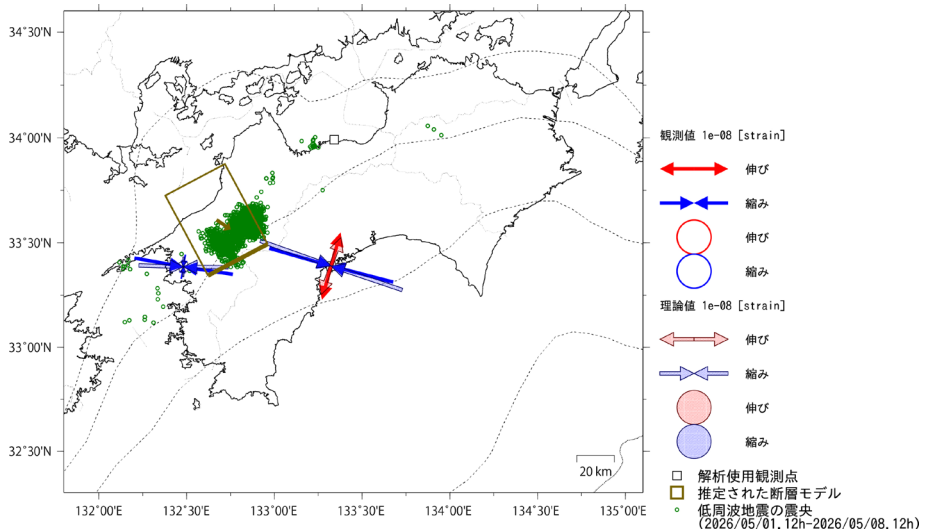 34°30'N
34°00'N
33°30'N
33°00'N
32°30'N
132°00'E
132°30'E
133°00'E
133°30'E
134°00'E
134°30'E
135°00'E
20 km
観測値 1e-08 [strain]
伸び
縮み
伸び
縮み
理論値 1e-08 [strain]
伸び
縮み
伸び
縮み
解析使用観測点
推定された断層モデル
低周波地震の震央
(2026/05/01.12h-2026/05/08.12h)